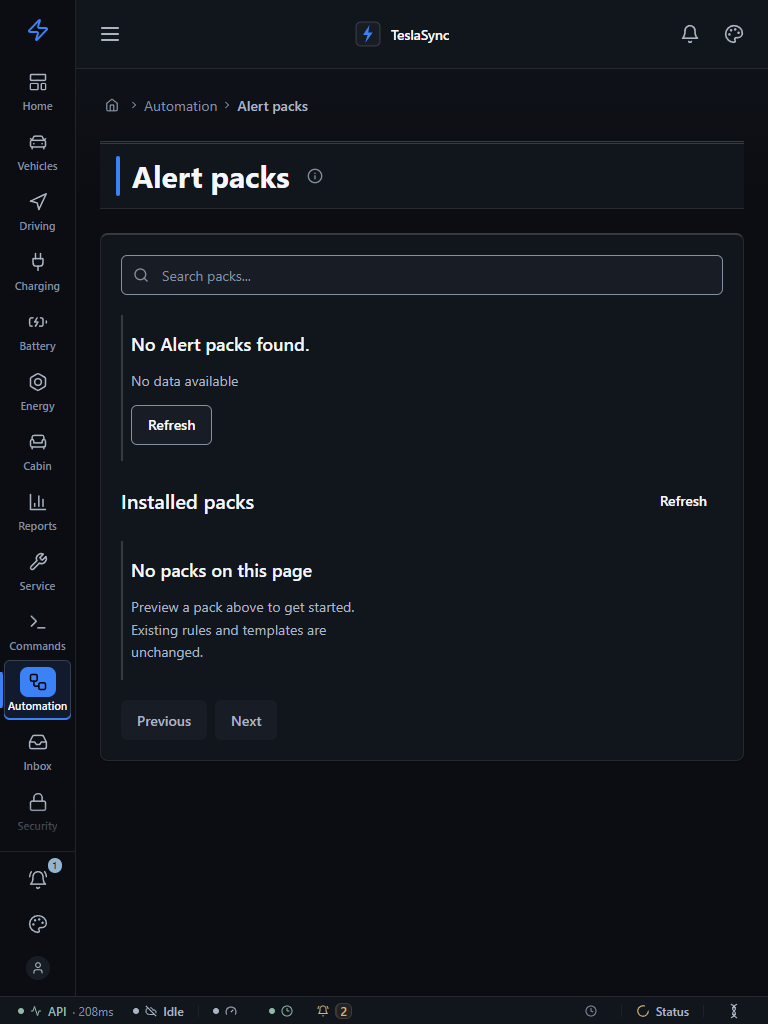 TeslaSync
Home
Vehicles
Driving
Charging
Battery
Energy
Cabin
Reports
Service
Commands
Automation
Inbox
Security
1
Automation
Alert packs
Alert packs
Search packs...
No Alert packs found.
No data available
Refresh
Installed packs
Refresh
No packs on this page
Preview a pack above to get started.
Existing rules and templates are
unchanged.
Previous
Next
API · 208ms
Idle
2
Status